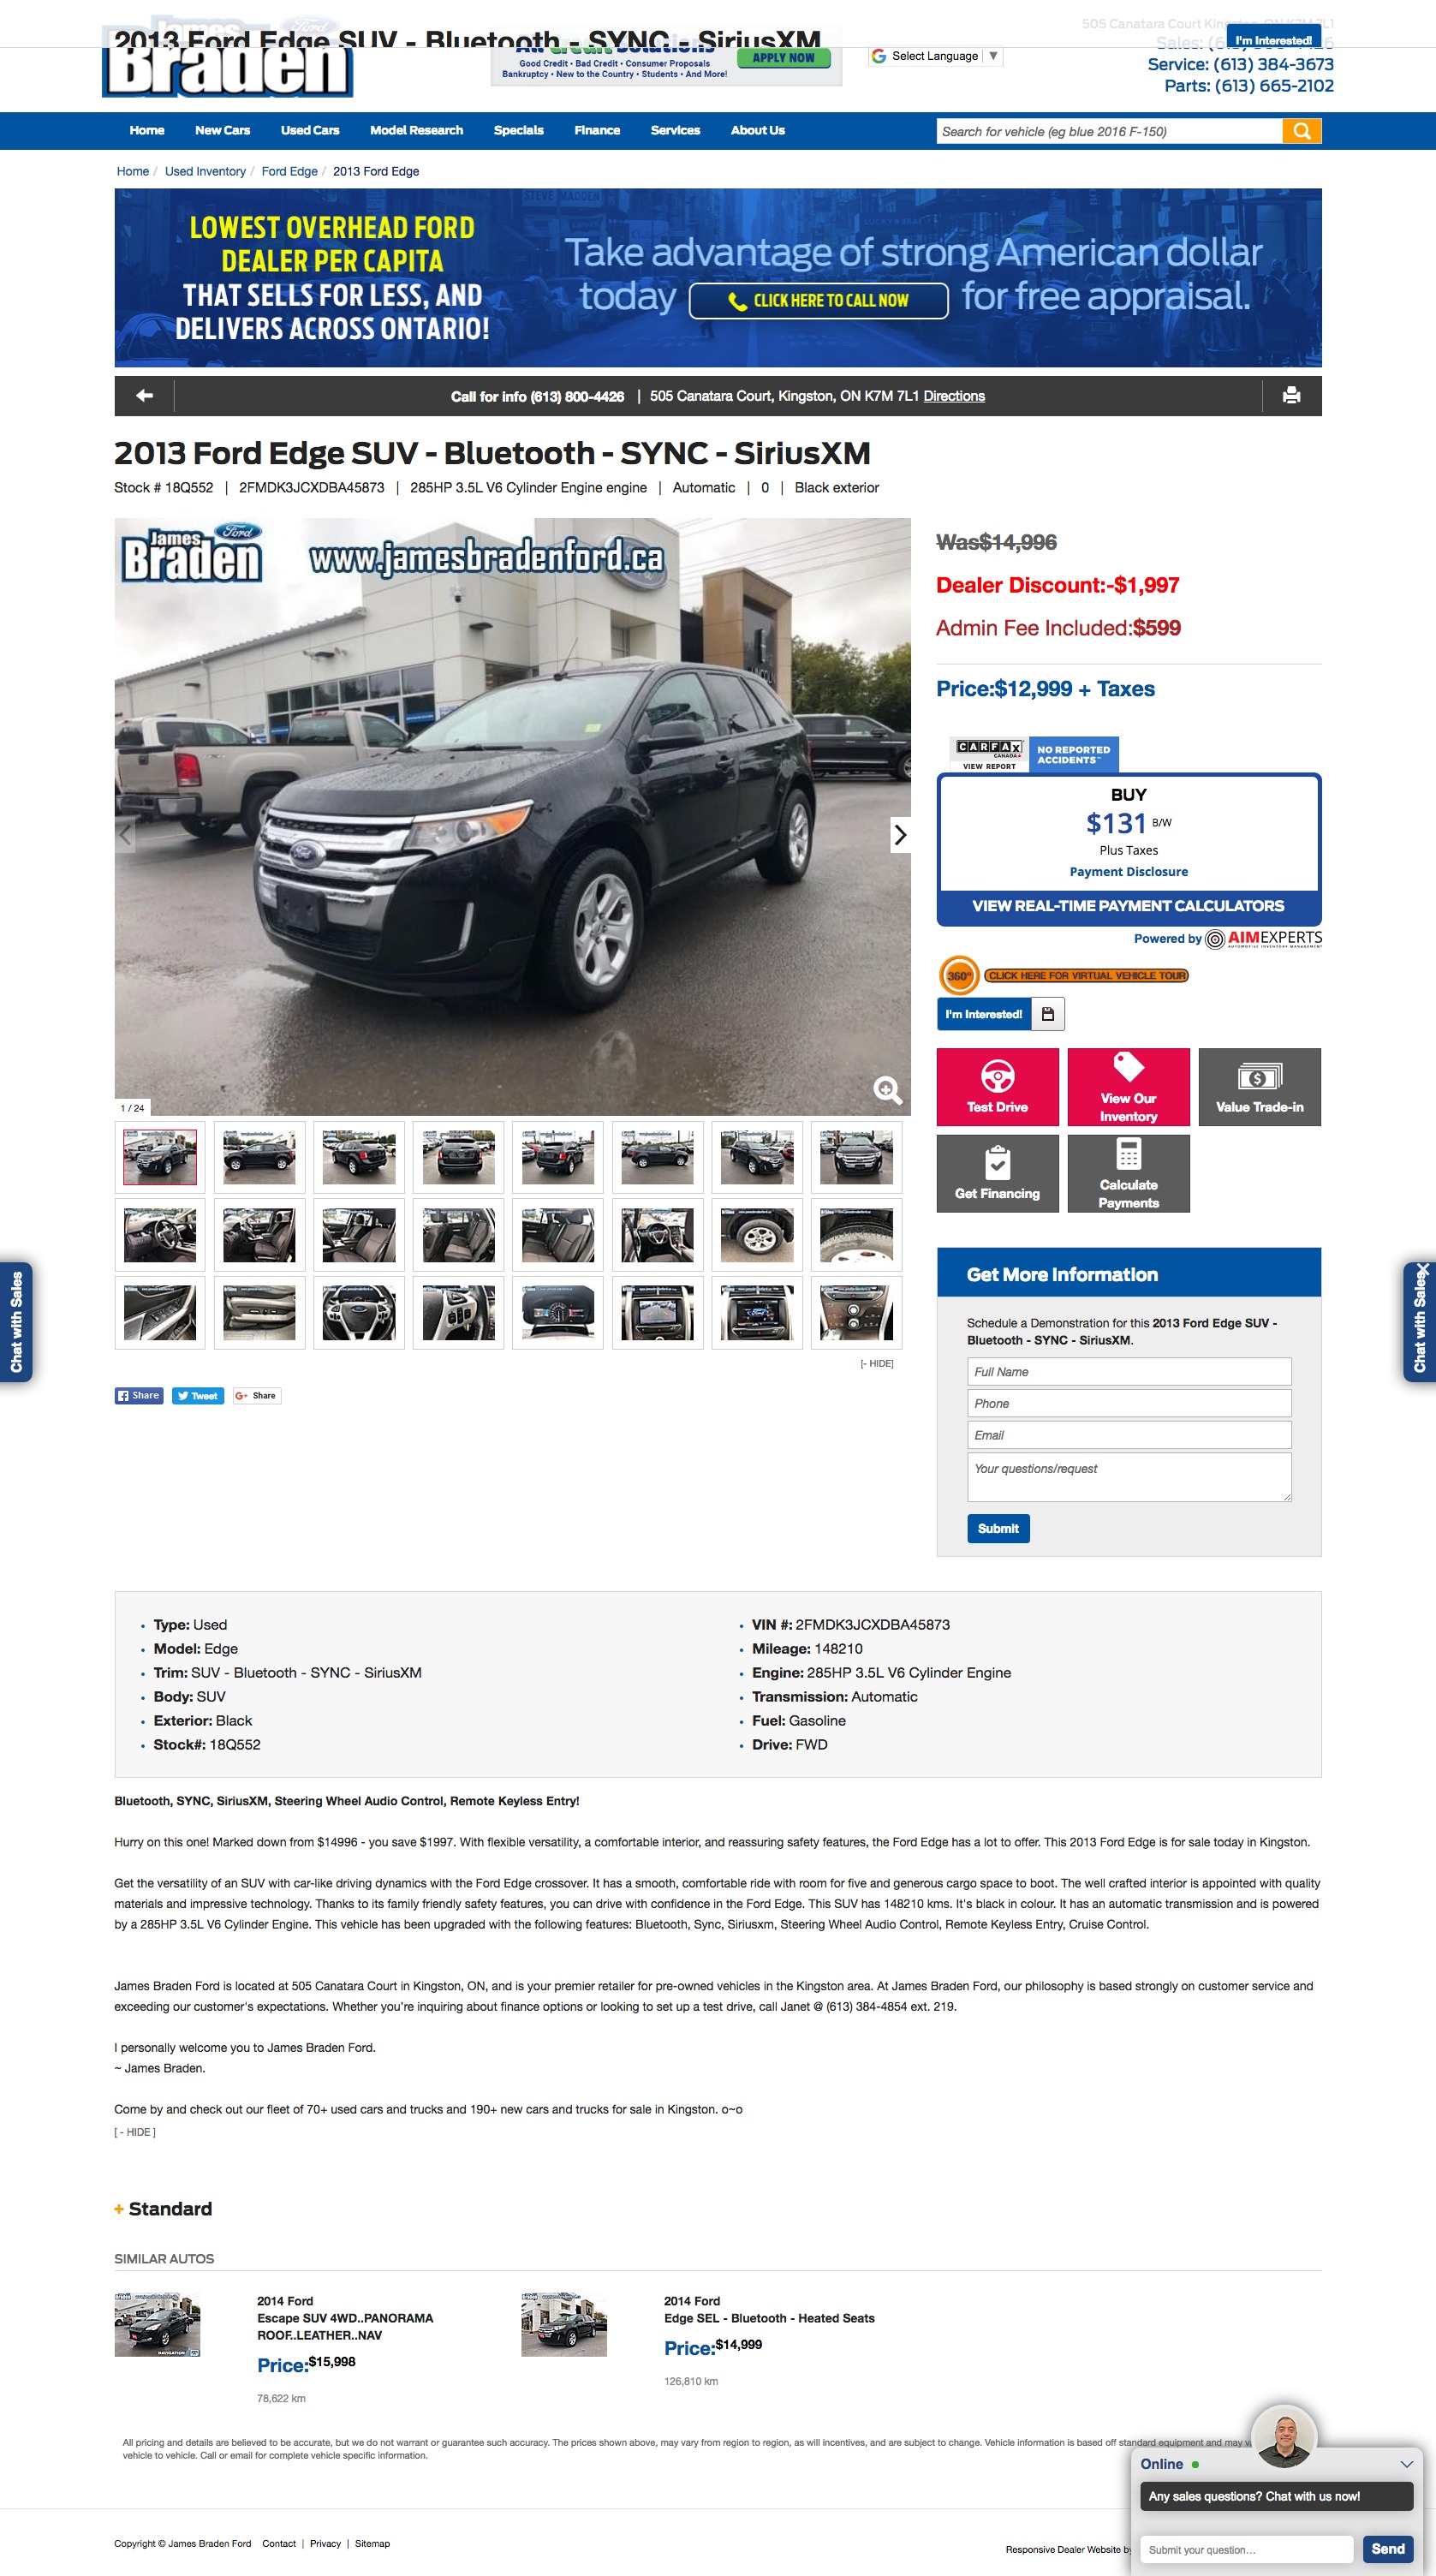 2013 Ford Edge SUV - Bluetooth - SYNC - SiriusXM
505 Canatara Court Kingston, ON K7M 7L1
I'm Interested!
James
Ford
Braden
All Credit Solutions
Good Credit • Bad Credit • Consumer Proposals
Bankruptcy • New to the Country • Students • And More!
APPLY NOW
Select Language ▼
Service: (613) 384-3673
Parts: (613) 665-2102
Home New Cars Used Cars Model Research Specials Finance Services About Us
Search for vehicle (eg blue 2016 F-150)
Home / Used Inventory / Ford Edge / 2013 Ford Edge
LOWEST OVERHEAD FORD
DEALER PER CAPITA
THAT SELLS FOR LESS, AND
DELIVERS ACROSS ONTARIO!
Take advantage of strong American dollar
today CLICK HERE TO CALL NOW for free appraisal.
Call for info (613) 800-4426 | 505 Canatara Court, Kingston, ON K7M 7L1 Directions
2013 Ford Edge SUV - Bluetooth - SYNC - SiriusXM
Stock # 18Q552 | 2FMDK3JCXDBA45873 | 285HP 3.5L V6 Cylinder Engine engine | Automatic | 0 | Black exterior
James
Ford
Braden
www.jamesbradenford.ca
1 / 24
Was$14,996
Dealer Discount:-$1,997
Admin Fee Included:$599
Price:$12,999 + Taxes
CARFAX
CANADA
VIEW REPORT
NO REPORTED
ACCIDENTS™
BUY
$131 B/W
Plus Taxes
Payment Disclosure
VIEW REAL-TIME PAYMENT CALCULATORS
Powered by AIMEXPERTS
AUTOMOTIVE INVENTORY MANAGEMENT
360° CLICK HERE FOR VIRTUAL VEHICLE TOUR
I'm Interested!
Test Drive
View Our
Inventory
Value Trade-in
Get Financing
Calculate
Payments
[- HIDE]
Share
Tweet
G+ Share
Chat with Sales
Chat with Sales
Get More Information
Schedule a Demonstration for this 2013 Ford Edge SUV -
Bluetooth - SYNC - SiriusXM.
Full Name
Phone
Email
Your questions/request
Submit
Type: Used
Model: Edge
Trim: SUV - Bluetooth - SYNC - SiriusXM
Body: SUV
Exterior: Black
Stock#: 18Q552
VIN #: 2FMDK3JCXDBA45873
Mileage: 148210
Engine: 285HP 3.5L V6 Cylinder Engine
Transmission: Automatic
Fuel: Gasoline
Drive: FWD
Bluetooth, SYNC, SiriusXM, Steering Wheel Audio Control, Remote Keyless Entry!
Hurry on this one! Marked down from $14996 - you save $1997. With flexible versatility, a comfortable interior, and reassuring safety features, the Ford Edge has a lot to offer. This 2013 Ford Edge is for sale today in Kingston.
Get the versatility of an SUV with car-like driving dynamics with the Ford Edge crossover. It has a smooth, comfortable ride with room for five and generous cargo space to boot. The well crafted interior is appointed with quality
materials and impressive technology. Thanks to its family friendly safety features, you can drive with confidence in the Ford Edge. This SUV has 148210 kms. It's black in colour. It has an automatic transmission and is powered
by a 285HP 3.5L V6 Cylinder Engine. This vehicle has been upgraded with the following features: Bluetooth, Sync, Siriusxm, Steering Wheel Audio Control, Remote Keyless Entry, Cruise Control.
James Braden Ford is located at 505 Canatara Court in Kingston, ON, and is your premier retailer for pre-owned vehicles in the Kingston area. At James Braden Ford, our philosophy is based strongly on customer service and
exceeding our customer's expectations. Whether you're inquiring about finance options or looking to set up a test drive, call Janet @ (613) 384-4854 ext. 219.
I personally welcome you to James Braden Ford.
~ James Braden.
Come by and check out our fleet of 70+ used cars and trucks and 190+ new cars and trucks for sale in Kingston. o~o
[ - HIDE ]
+ Standard
SIMILAR AUTOS
2014 Ford
Escape SUV 4WD..PANORAMA
ROOF..LEATHER..NAV
Price:$15,998
78,622 km
2014 Ford
Edge SEL - Bluetooth - Heated Seats
Price:$14,999
126,810 km
All pricing and details are believed to be accurate, but we do not warrant or guarantee such accuracy. The prices shown above, may vary from region to region, as will incentives, and are subject to change. Vehicle information is based off standard equipment and may
vehicle to vehicle. Call or email for complete vehicle specific information.
Online
Any sales questions? Chat with us now!
Submit your question...
Send
Copyright © James Braden Ford Contact | Privacy | Sitemap
Responsive Dealer Website by